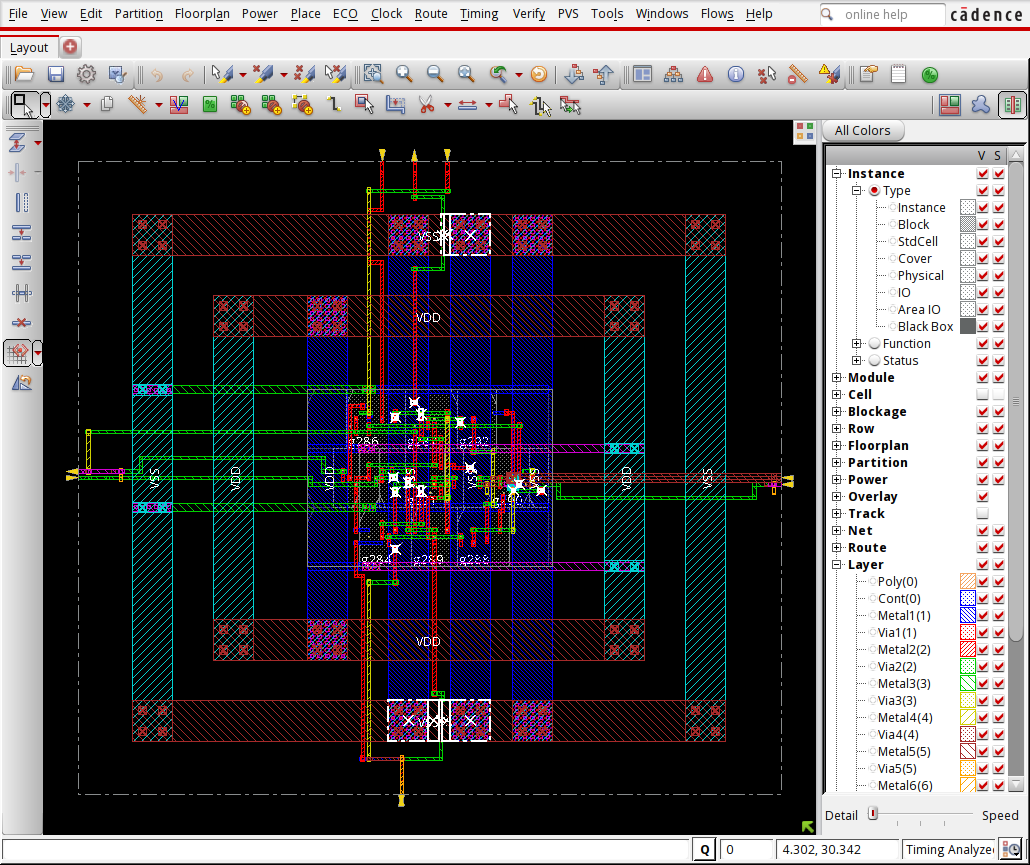 File View Edit Partition Floorplan Power Place ECO Clock Route Timing Verify PVS Tools Windows Flows Help online help cādence
Layout
All Colors
V S
Instance
Type
Instance
Block
StdCell
Cover
Physical
IO
Area IO
Black Box
Function
Status
Module
Cell
Blockage
Row
Floorplan
Partition
Power
Overlay
Track
Net
Route
Layer
Poly(0)
Cont(0)
Metal1(1)
Via1(1)
Metal2(2)
Via2(2)
Metal3(3)
Via3(3)
Metal4(4)
Via4(4)
Metal5(5)
Via5(5)
Metal6(6)
Detail Speed
VSS
VDD
g286 g292
VSS VDD VDD VSS VSS VDD VSS
g284 g289 g288
VDD
Q 0 4.302, 30.342 Timing Analyze